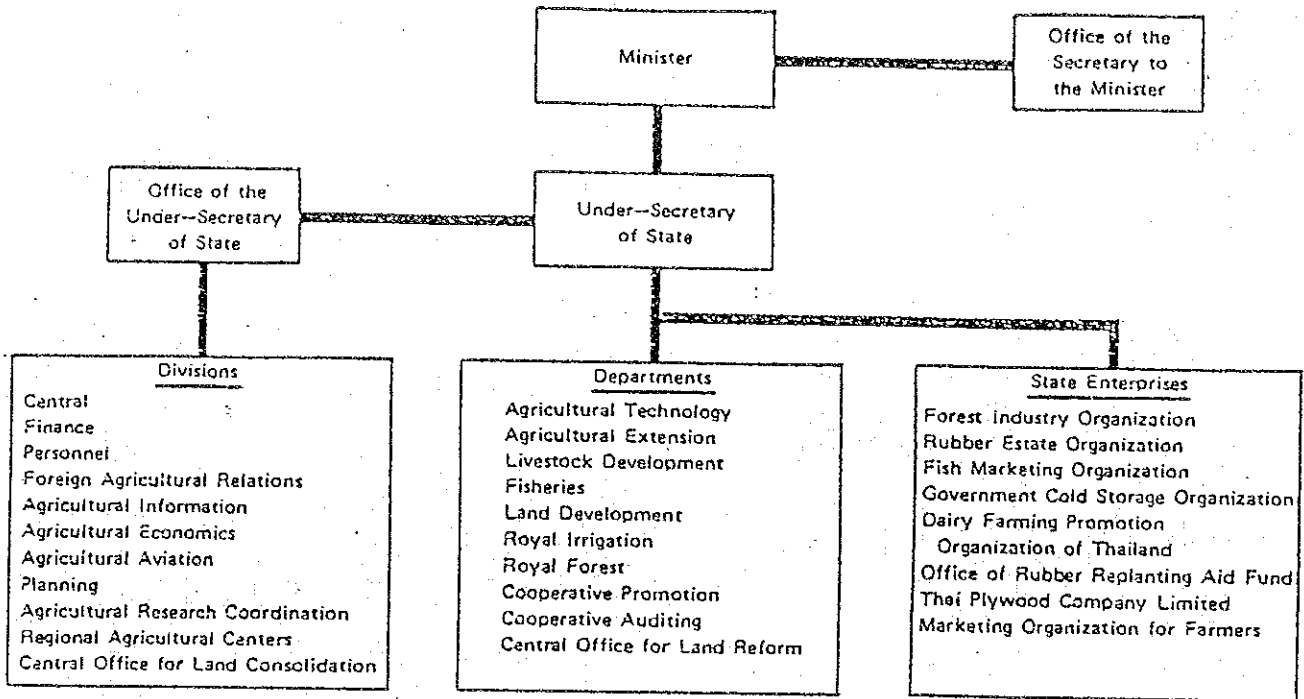 Minister
Office of the
Secretary to
the Minister
Office of the
Under--Secretary
of State
Under--Secretary
of State
Divisions
Central
Finance
Personnel
Foreign Agricultural Relations
Agricultural Information
Agricultural Economics
Agricultural Aviation
Planning
Agricultural Research Coordination
Regional Agricultural Centers
Central Office for Land Consolidation
Departments
Agricultural Technology
Agricultural Extension
Livestock Development
Fisheries
Land Development
Royal Irrigation
Royal Forest
Cooperative Promotion
Cooperative Auditing
Central Office for Land Reform
State Enterprises
Forest Industry Organization
Rubber Estate Organization
Fish Marketing Organization
Government Cold Storage Organization
Dairy Farming Promotion
Organization of Thailand
Office of Rubber Replanting Aid Fund
Thai Plywood Company Limited
Marketing Organization for Farmers